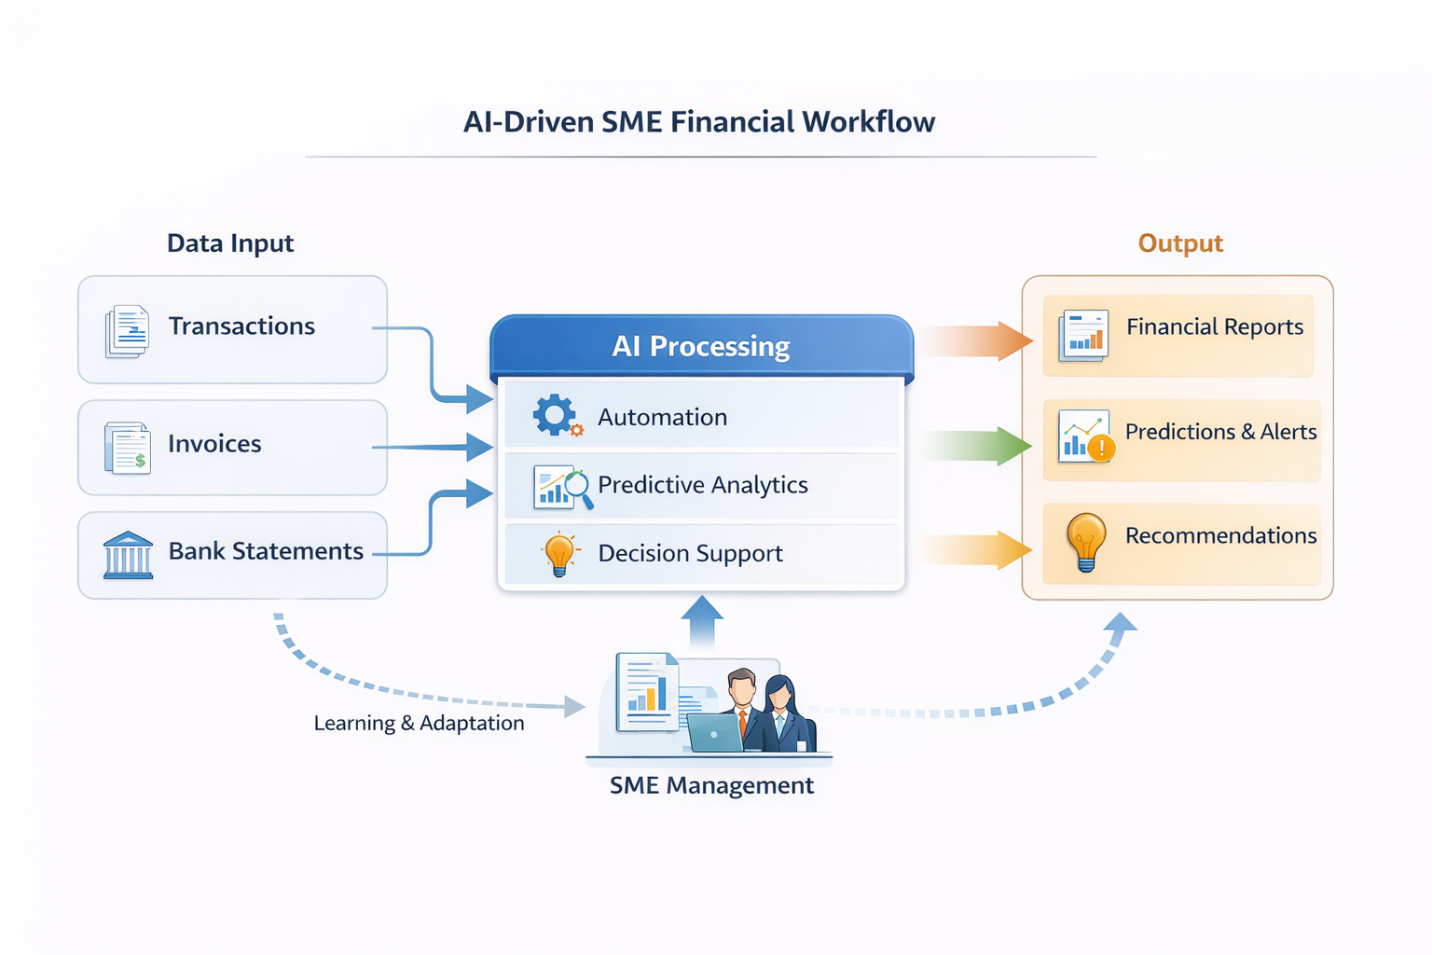 AI-Driven SME Financial Workflow
Data Input
Transactions
Invoices
Bank Statements
AI Processing
Automation
Predictive Analytics
Decision Support
Output
Financial Reports
Predictions & Alerts
Recommendations
Learning & Adaptation
SME Management